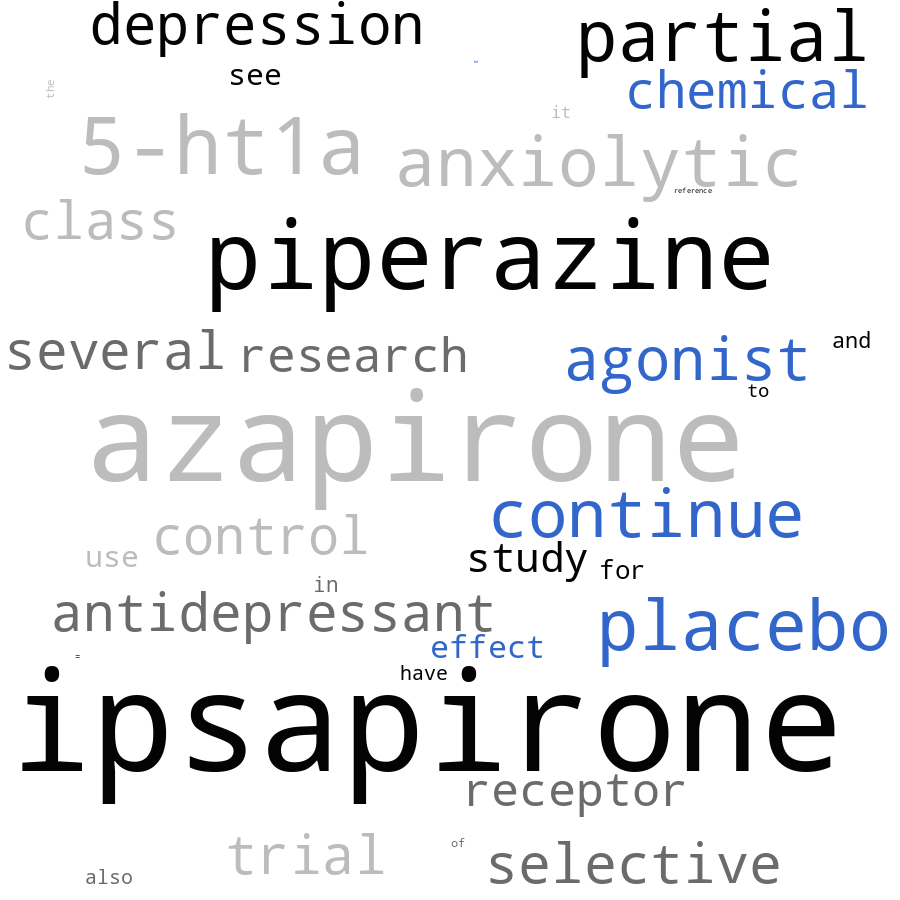 depression
partial
see
chemical
the
it
5-ht1a
anxiolytic
reference
class
piperazine
several research
agonist
and
to
azapirone
continue
control
use
study
for
in
antidepressant
placebo
effect
have
ipsapirone
receptor
trial
of
selective
also